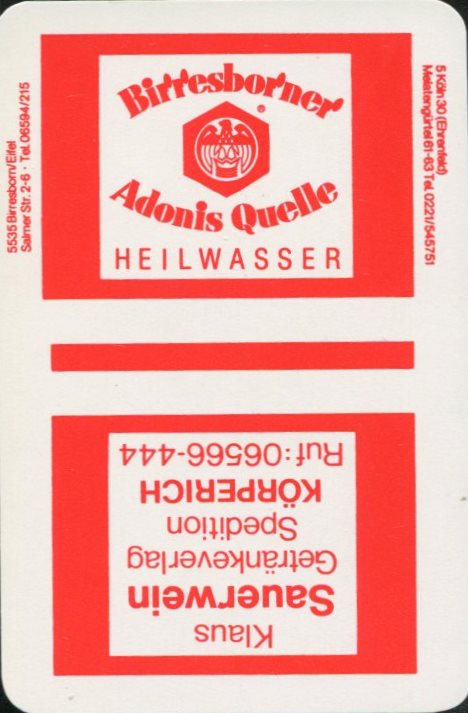 Birresborner
®
Adonis Quelle
HEILWASSER
5535 Birresborn/Eifel
Salmer Str. 2-6 · Tel. 06594/215
5 Köln 30 (Ehrenfeld)
Melatengürtel 61-63 Tel. 0221/545751
Klaus
Sauerwein
Getränkeverlag
Spedition
KÖRPERICH
Ruf: 06566-444